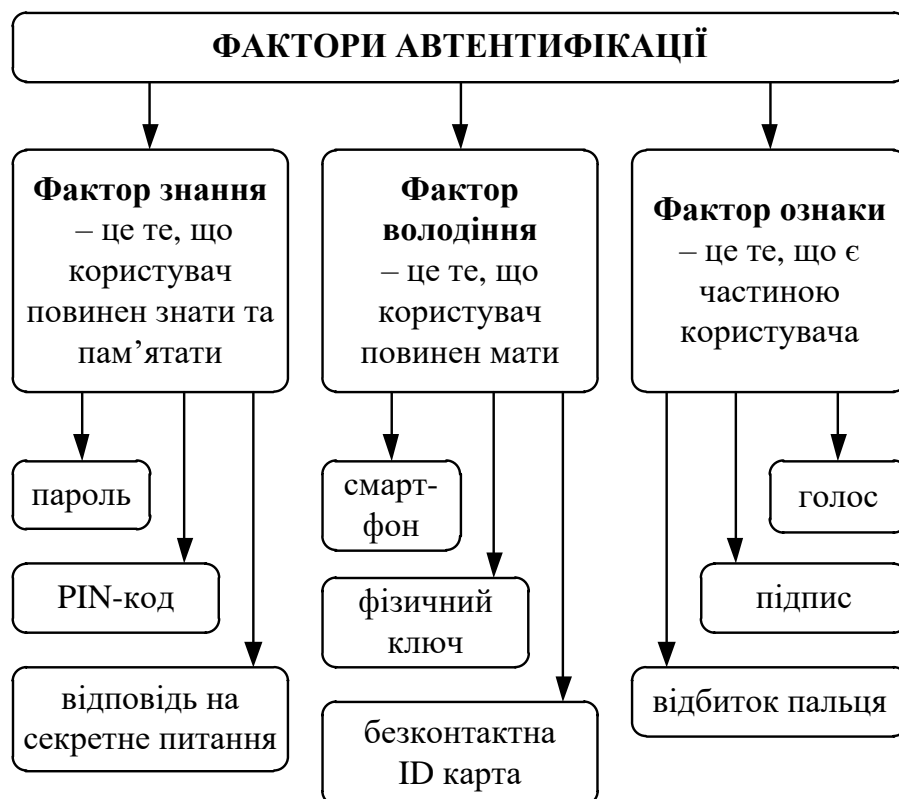 ФАКТОРИ АВТЕНТИФІКАЦІЇ
Фактор знання
– це те, що
користувач
повинен знати та
пам’ятати
Фактор
володіння
– це те, що
користувач
повинен мати
Фактор ознаки
– це те, що є
частиною
користувача
пароль
PIN-код
відповідь на
секретне питання
смарт-
фон
фізичний
ключ
безконтактна
ID карта
голос
підпис
відбиток пальця